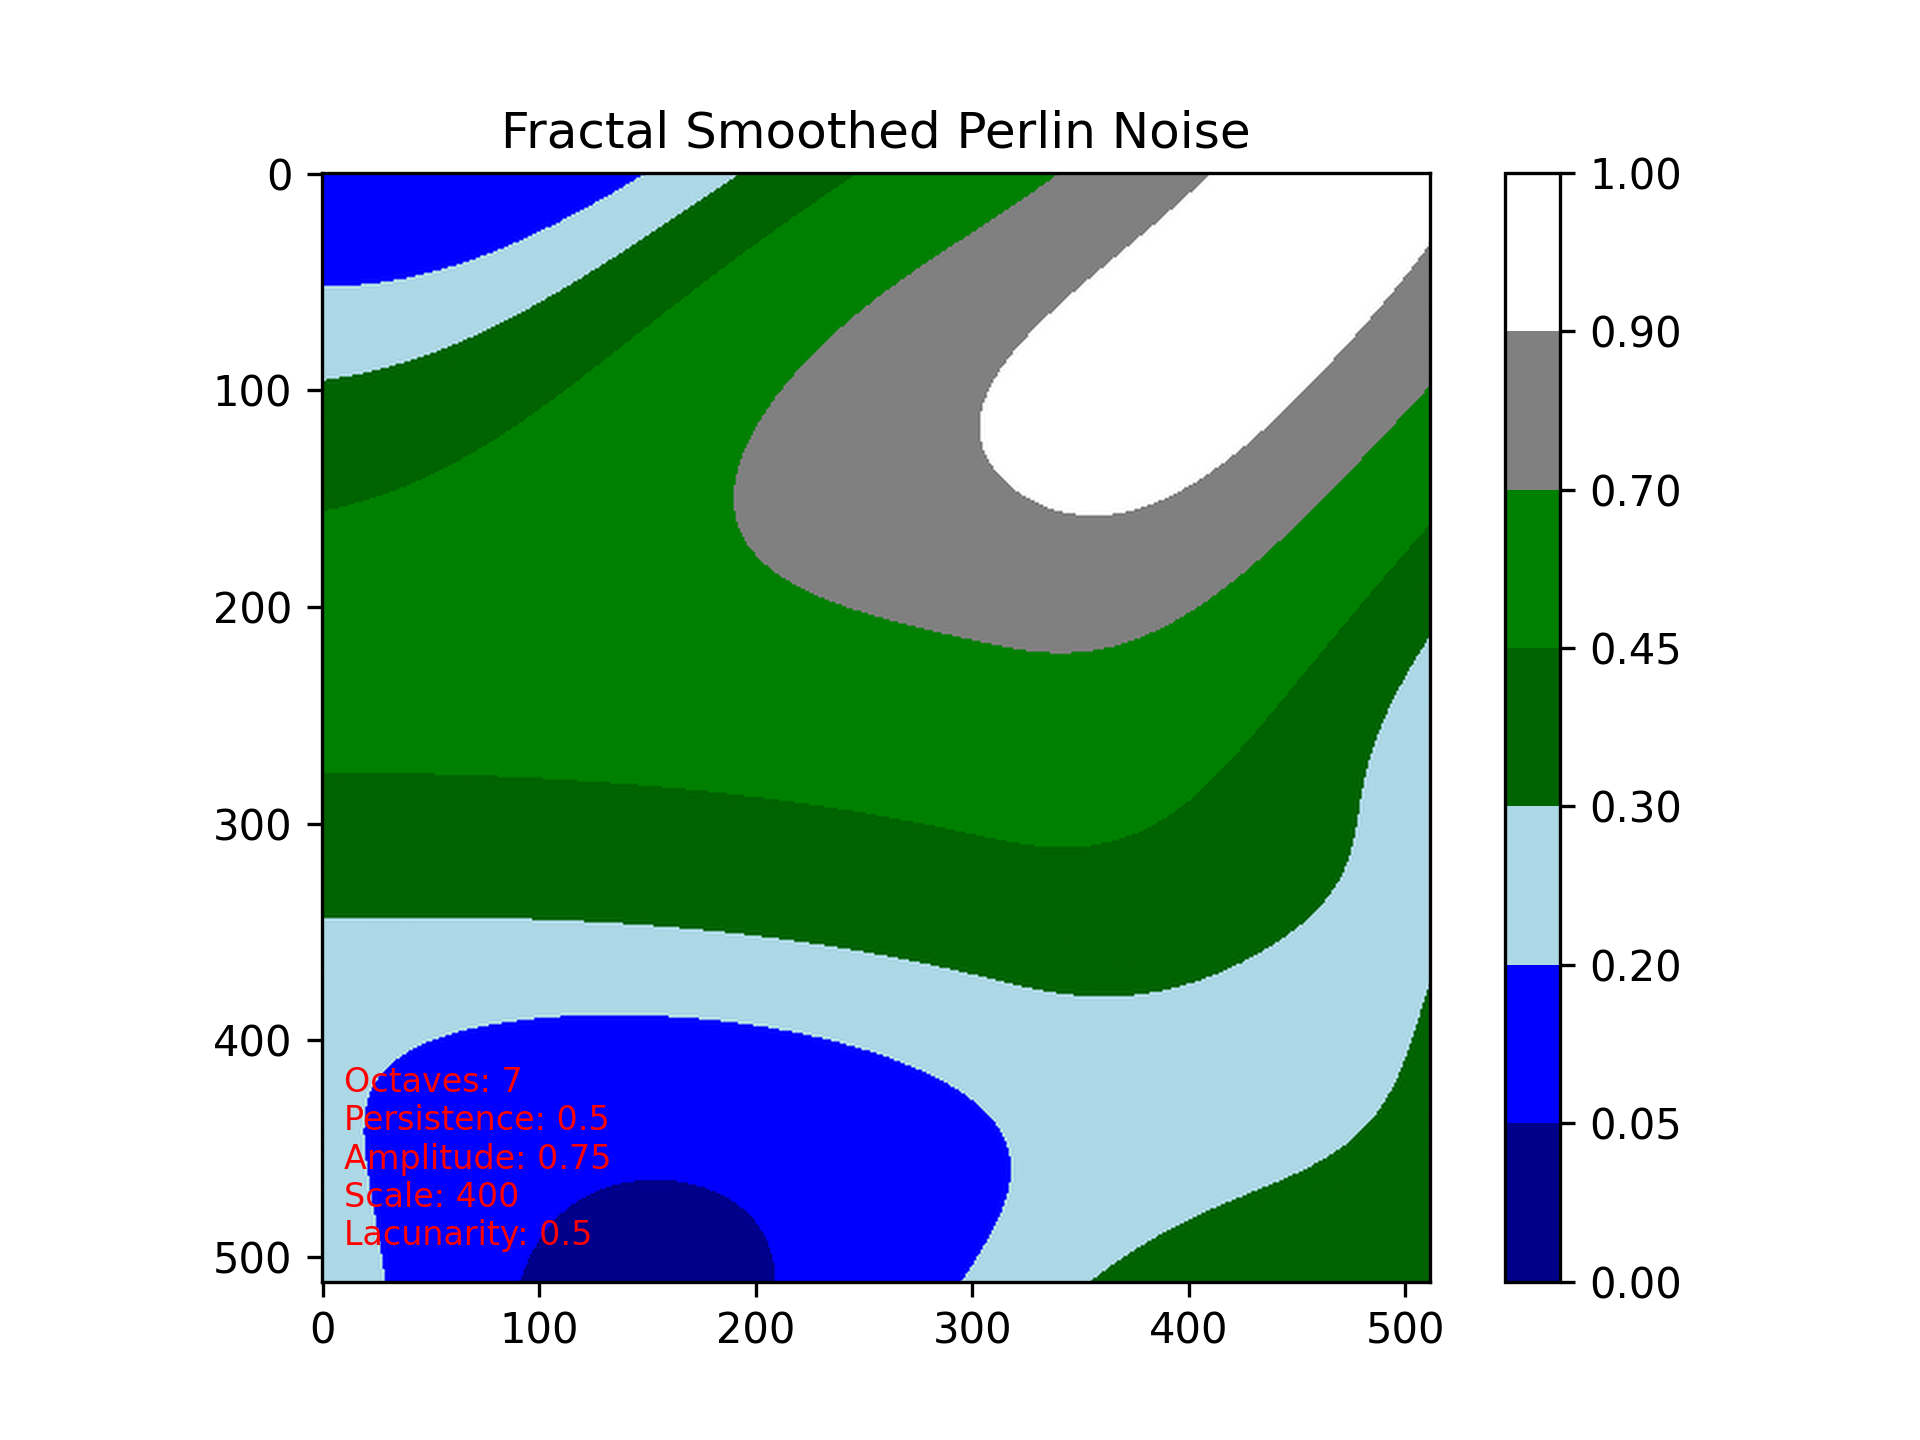 Fractal Smoothed Perlin Noise
0
100
200
300
400
500
0 100 200 300 400 500
Octaves: 7
Persistence: 0.5
Amplitude: 0.75
Scale: 400
Lacunarity: 0.5
1.00
0.90
0.70
0.45
0.30
0.20
0.05
0.00